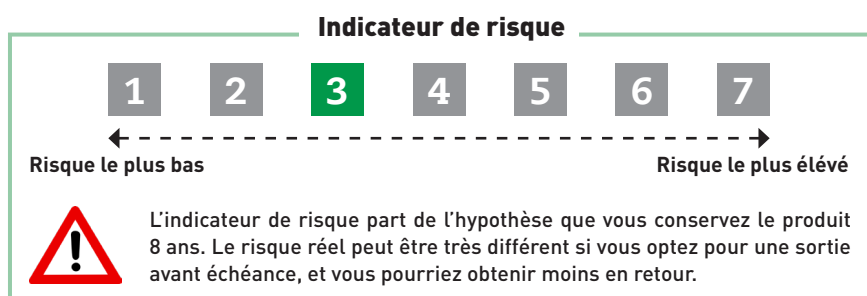 Indicateur de risque
1 2 3 4 5 6 7
Risque le plus bas Risque le plus élévé
L'indicateur de risque part de l'hypothèse que vous conservez le produit
8 ans. Le risque réel peut être très différent si vous optez pour une sortie
avant échéance, et vous pourriez obtenir moins en retour.